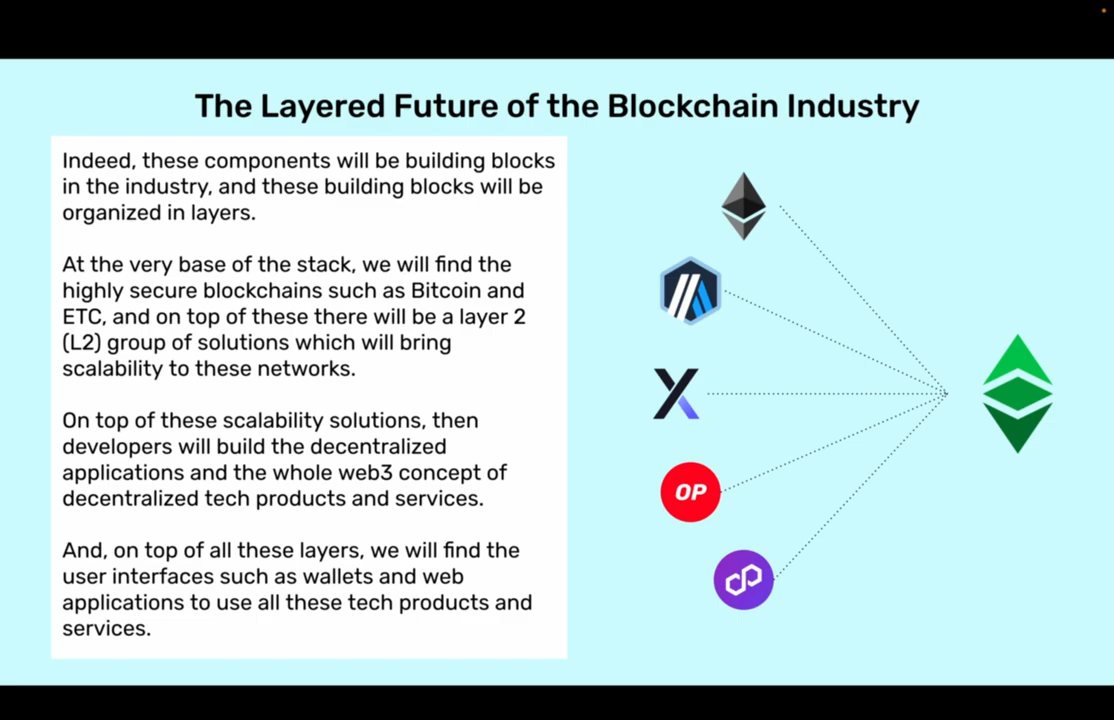 The Layered Future of the Blockchain Industry
Indeed, these components will be building blocks
in the industry, and these building blocks will be
organized in layers.
At the very base of the stack, we will find the
highly secure blockchains such as Bitcoin and
ETC, and on top of these there will be a layer 2
(L2) group of solutions which will bring
scalability to these networks.
On top of these scalability solutions, then
developers will build the decentralized
applications and the whole web3 concept of
decentralized tech products and services.
And, on top of all these layers, we will find the
user interfaces such as wallets and web
applications to use all these tech products and
services.
OP